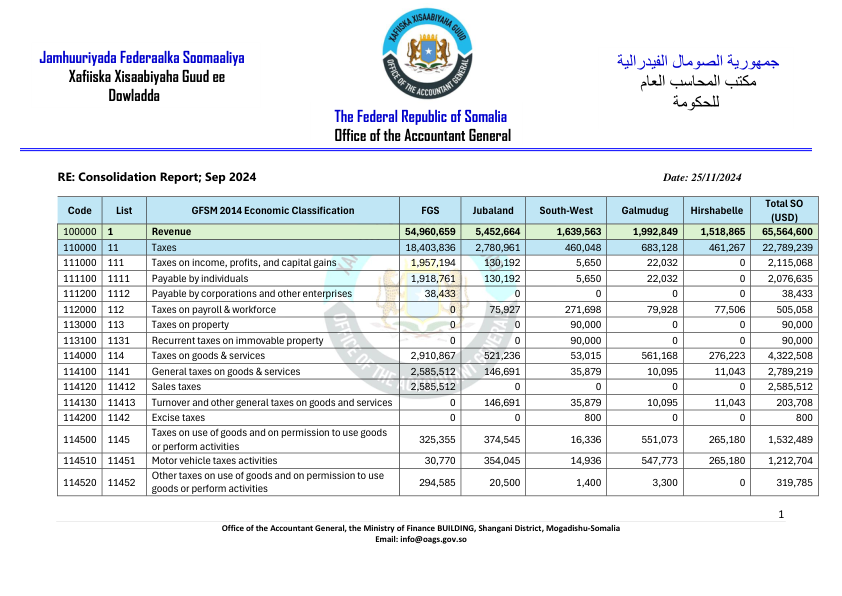 Jamhuuriyada Federaalka Soomaaliya
Xafiiska Xisaabiyaha Guud ee
Dowladda
XAFIISKA XISAABIYAHA GUUD
OFFICE OF THE ACCOUNTANT GENERAL
The Federal Republic of Somalia
Office of the Accountant General
جمهورية الصومال الفيدرالية
مكتب المحاسب العام
للحكومة
RE: Consolidation Report; Sep 2024
Date: 25/11/2024
Code List GFSM 2014 Economic Classification FGS Jubaland South-West Galmudug Hirshabelle Total SO (USD)
100000 1 Revenue 54,960,659 5,452,664 1,639,563 1,992,849 1,518,865 65,564,600
110000 11 Taxes 18,403,836 2,780,961 460,048 683,128 461,267 22,789,239
111000 111 Taxes on income, profits, and capital gains 1,957,194 130,192 5,650 22,032 0 2,115,068
111100 1111 Payable by individuals 1,918,761 130,192 5,650 22,032 0 2,076,635
111200 1112 Payable by corporations and other enterprises 38,433 0 0 0 0 38,433
112000 112 Taxes on payroll & workforce 0 75,927 271,698 79,928 77,506 505,058
113000 113 Taxes on property 0 0 90,000 0 0 90,000
113100 1131 Recurrent taxes on immovable property 0 0 90,000 0 0 90,000
114000 114 Taxes on goods & services 2,910,867 521,236 53,015 561,168 276,223 4,322,508
114100 1141 General taxes on goods & services 2,585,512 146,691 35,879 10,095 11,043 2,789,219
114120 11412 Sales taxes 2,585,512 0 0 0 0 2,585,512
114130 11413 Turnover and other general taxes on goods and services 0 146,691 35,879 10,095 11,043 203,708
114200 1142 Excise taxes 0 0 800 0 0 800
114500 1145 Taxes on use of goods and on permission to use goods or perform activities 325,355 374,545 16,336 551,073 265,180 1,532,489
114510 11451 Motor vehicle taxes activities 30,770 354,045 14,936 547,773 265,180 1,212,704
114520 11452 Other taxes on use of goods and on permission to use goods or perform activities 294,585 20,500 1,400 3,300 0 319,785
1
Office of the Accountant General, the Ministry of Finance BUILDING, Shangani District, Mogadishu-Somalia
Email: info@oags.gov.so